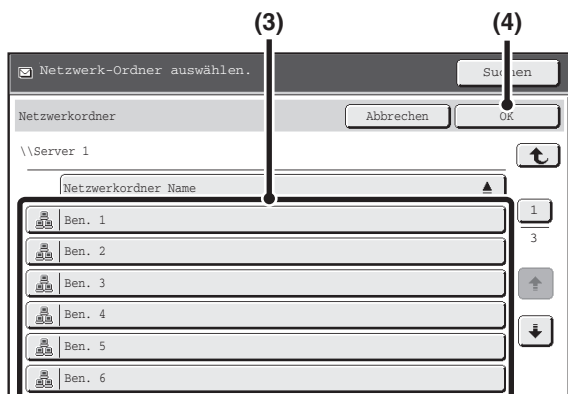 (3) (4)
Netzwerk-Ordner auswählen. Suchen
Netzwerkordner Abbrechen OK
\\Server 1
Netzwerkordner Name
Ben. 1 1
Ben. 2 3
Ben. 3
Ben. 4
Ben. 5
Ben. 6